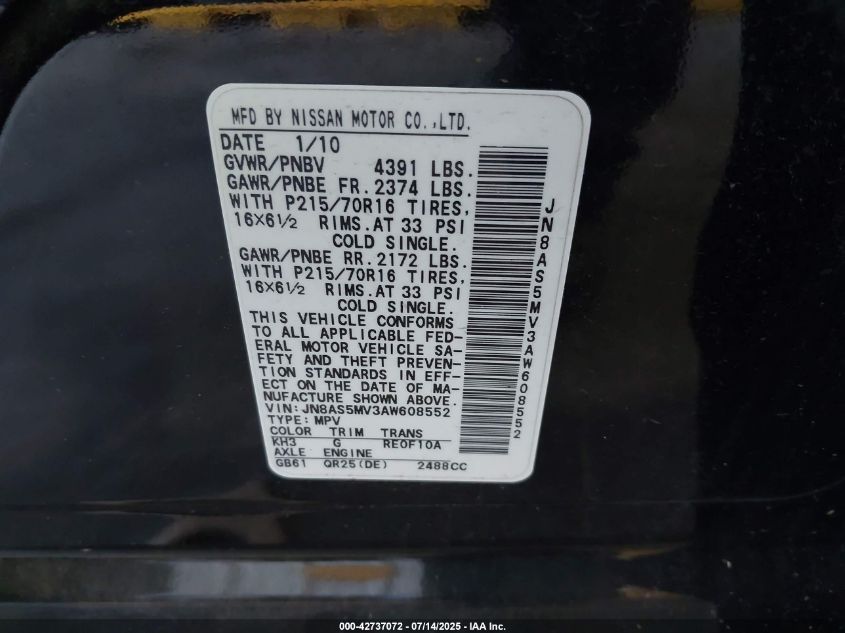 MFD BY NISSAN MOTOR CO.,LTD.
DATE 1/10
GVWR/PNBV 4391 LBS.
GAWR/PNBE FR. 2374 LBS.
WITH P215/70R16 TIRES,
16X6½ RIMS.AT 33 PSI
COLD SINGLE.
GAWR/PNBE RR. 2172 LBS.
WITH P215/70R16 TIRES,
16X6½ RIMS.AT 33 PSI
COLD SINGLE.
THIS VEHICLE CONFORMS
TO ALL APPLICABLE FED-
ERAL MOTOR VEHICLE SA-
FETY AND THEFT PREVEN-
TION STANDARDS IN EFF-
ECT ON THE DATE OF MA-
NUFACTURE SHOWN ABOVE.
VIN: JN8AS5MV3AW608552
TYPE: MPV
COLOR TRIM TRANS
KH3 G RE0F10A
AXLE ENGINE
GB61 QR25(DE) 2488CC
JN8AS5MV3AW608552
000-42737072 - 07/14/2025 - IAA Inc.